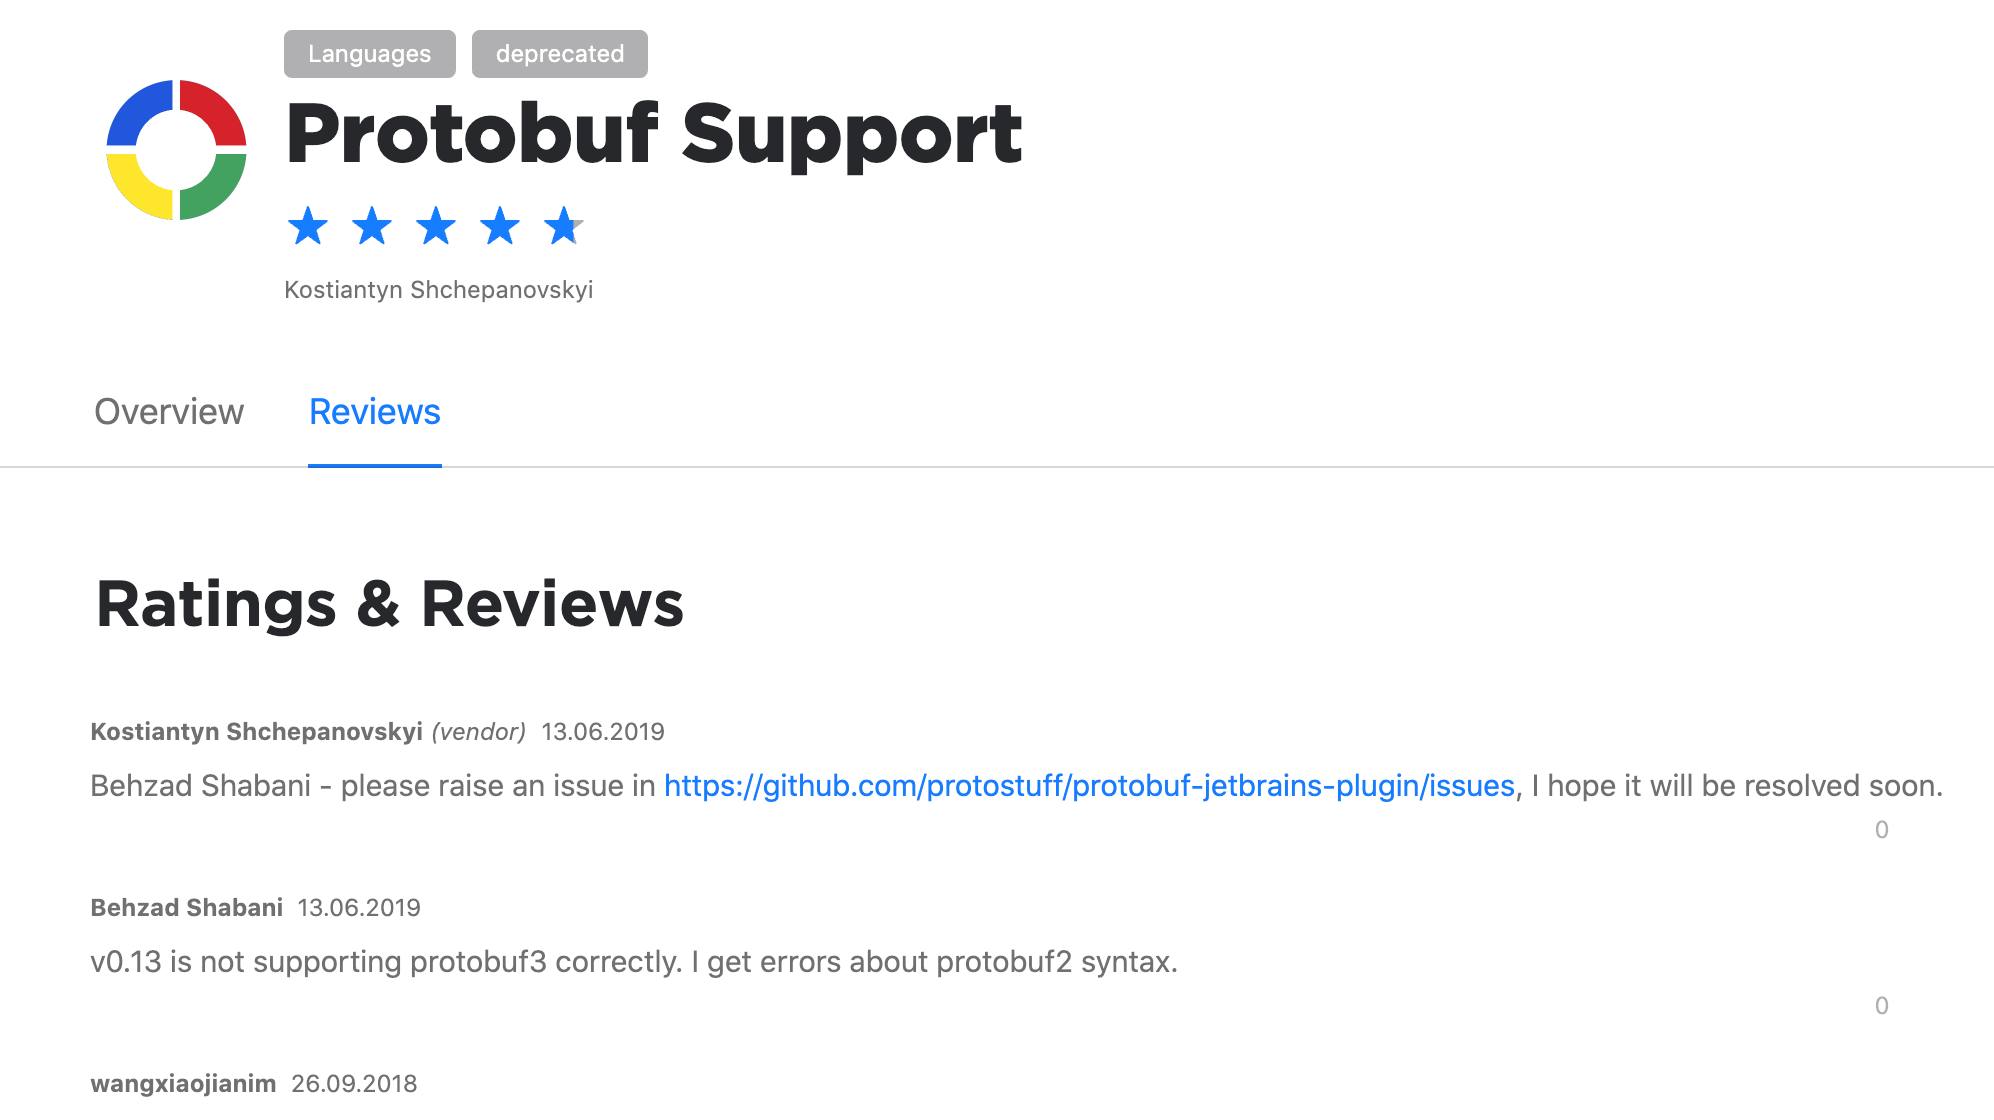 Languages deprecated
Protobuf Support
Kostiantyn Shchepanovskyi
Overview Reviews
Ratings & Reviews
Kostiantyn Shchepanovskyi (vendor) 13.06.2019
Behzad Shabani - please raise an issue in https://github.com/protostuff/protobuf-jetbrains-plugin/issues, I hope it will be resolved soon.
0
Behzad Shabani 13.06.2019
v0.13 is not supporting protobuf3 correctly. I get errors about protobuf2 syntax.
0
wangxiaojianim 26.09.2018